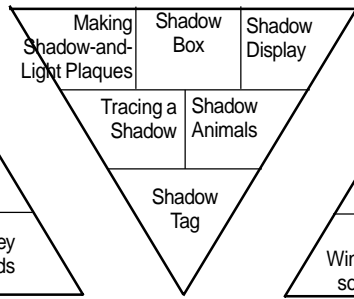 Making
Shadow-and-
Light Plaques
Shadow
Box
Shadow
Display
Tracing a
Shadow
Shadow
Animals
Shadow
Tag